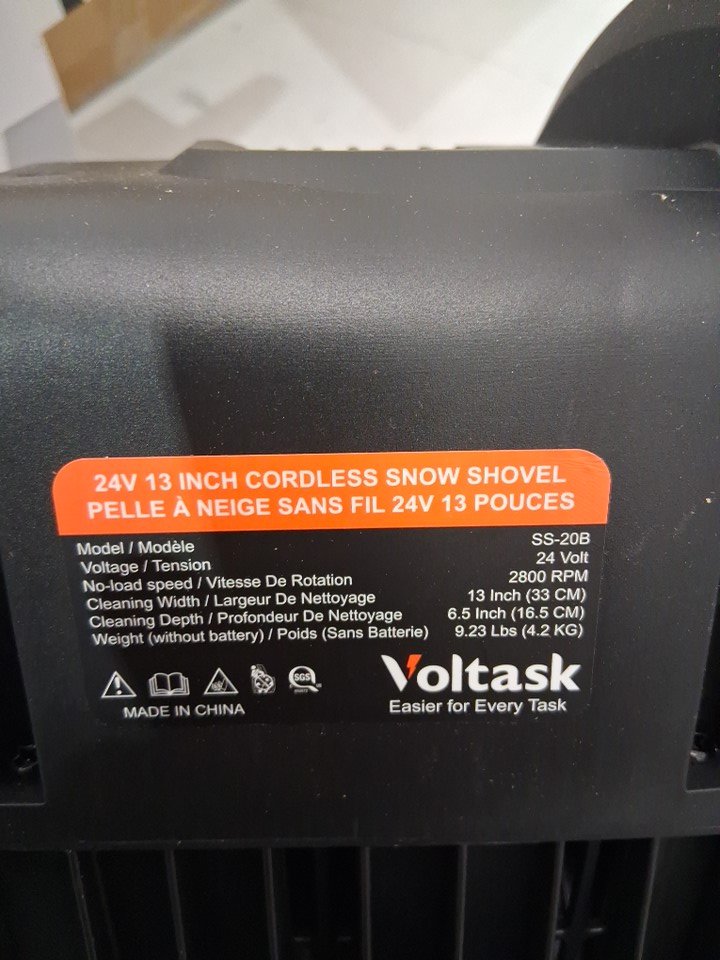 24V 13 INCH CORDLESS SNOW SHOVEL
PELLE À NEIGE SANS FIL 24V 13 POUCES
Model / Modèle SS-20B
Voltage / Tension 24 Volt
No-load speed / Vitesse De Rotation 2800 RPM
Cleaning Width / Largeur De Nettoyage 13 Inch (33 CM)
Cleaning Depth / Profondeur De Nettoyage 6.5 Inch (16.5 CM)
Weight (without battery) / Poids (Sans Batterie) 9.23 Lbs (4.2 KG)
SGS
Voltask
MADE IN CHINA
Easier for Every Task